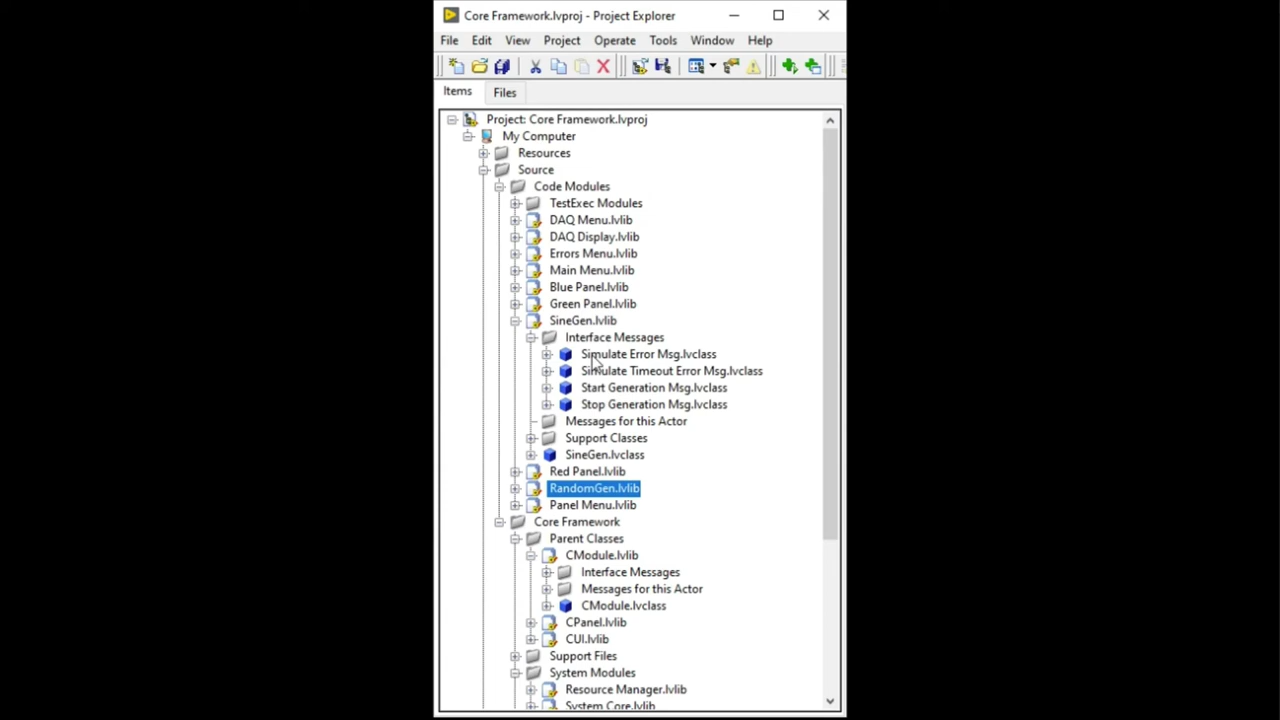 Core Framework.lvproj - Project Explorer
File Edit View Project Operate Tools Window Help
Items Files
Project: Core Framework.lvproj
My Computer
Resources
Source
Code Modules
TestExec Modules
DAQ Menu.lvlib
DAQ Display.lvlib
Errors Menu.lvlib
Main Menu.lvlib
Blue Panel.lvlib
Green Panel.lvlib
SineGen.lvlib
Interface Messages
Simulate Error Msg.lvclass
Simulate Timeout Error Msg.lvclass
Start Generation Msg.lvclass
Stop Generation Msg.lvclass
Messages for this Actor
Support Classes
SineGen.lvclass
Red Panel.lvlib
RandomGen.lvlib
Panel Menu.lvlib
Core Framework
Parent Classes
CModule.lvlib
Interface Messages
Messages for this Actor
CModule.lvclass
CPanel.lvlib
CUI.lvlib
Support Files
System Modules
Resource Manager.lvlib
System Core.lvlib